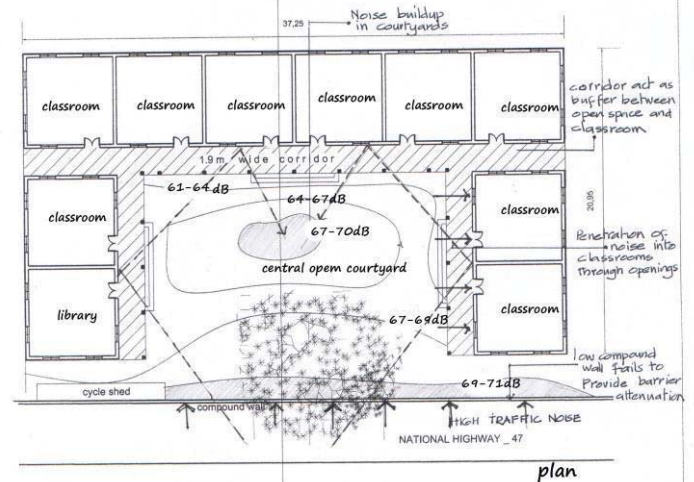 37,25
Noise buildup
in courtyards
classroom
classroom
classroom
classroom
classroom
classroom
corridor act as
buffer between
open space and
classroom
1.9m wide corridor
61-64dB
64-67dB
67-70dB
classroom
classroom
20,95
Penetration of
noise into
classrooms
through openings
central opem courtyard
library
classroom
67-69dB
low compound
wall fails to
Provide barrier
attenuation
69-71dB
cycle shed
compound wall
HIGH TRAFFIC NOISE
NATIONAL HIGHWAY _ 47
plan